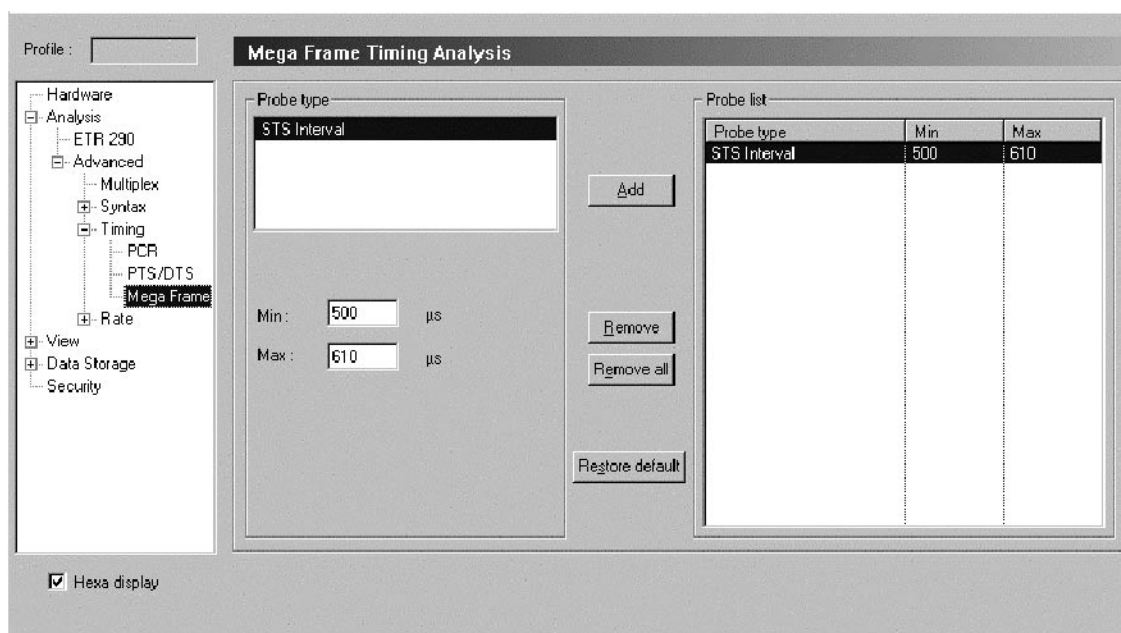 Profile :
Mega Frame Timing Analysis
Hardware
Analysis
ETR 290
Advanced
Multiplex
Syntax
Timing
PCR
PTS/DTS
Mega Frame
Rate
View
Data Storage
Security
Probe type
STS Interval
Min : 500 µs
Max : 610 µs
Add
Remove
Remove all
Restore default
Probe list
Probe type Min Max
STS Interval 500 610
Hexa display